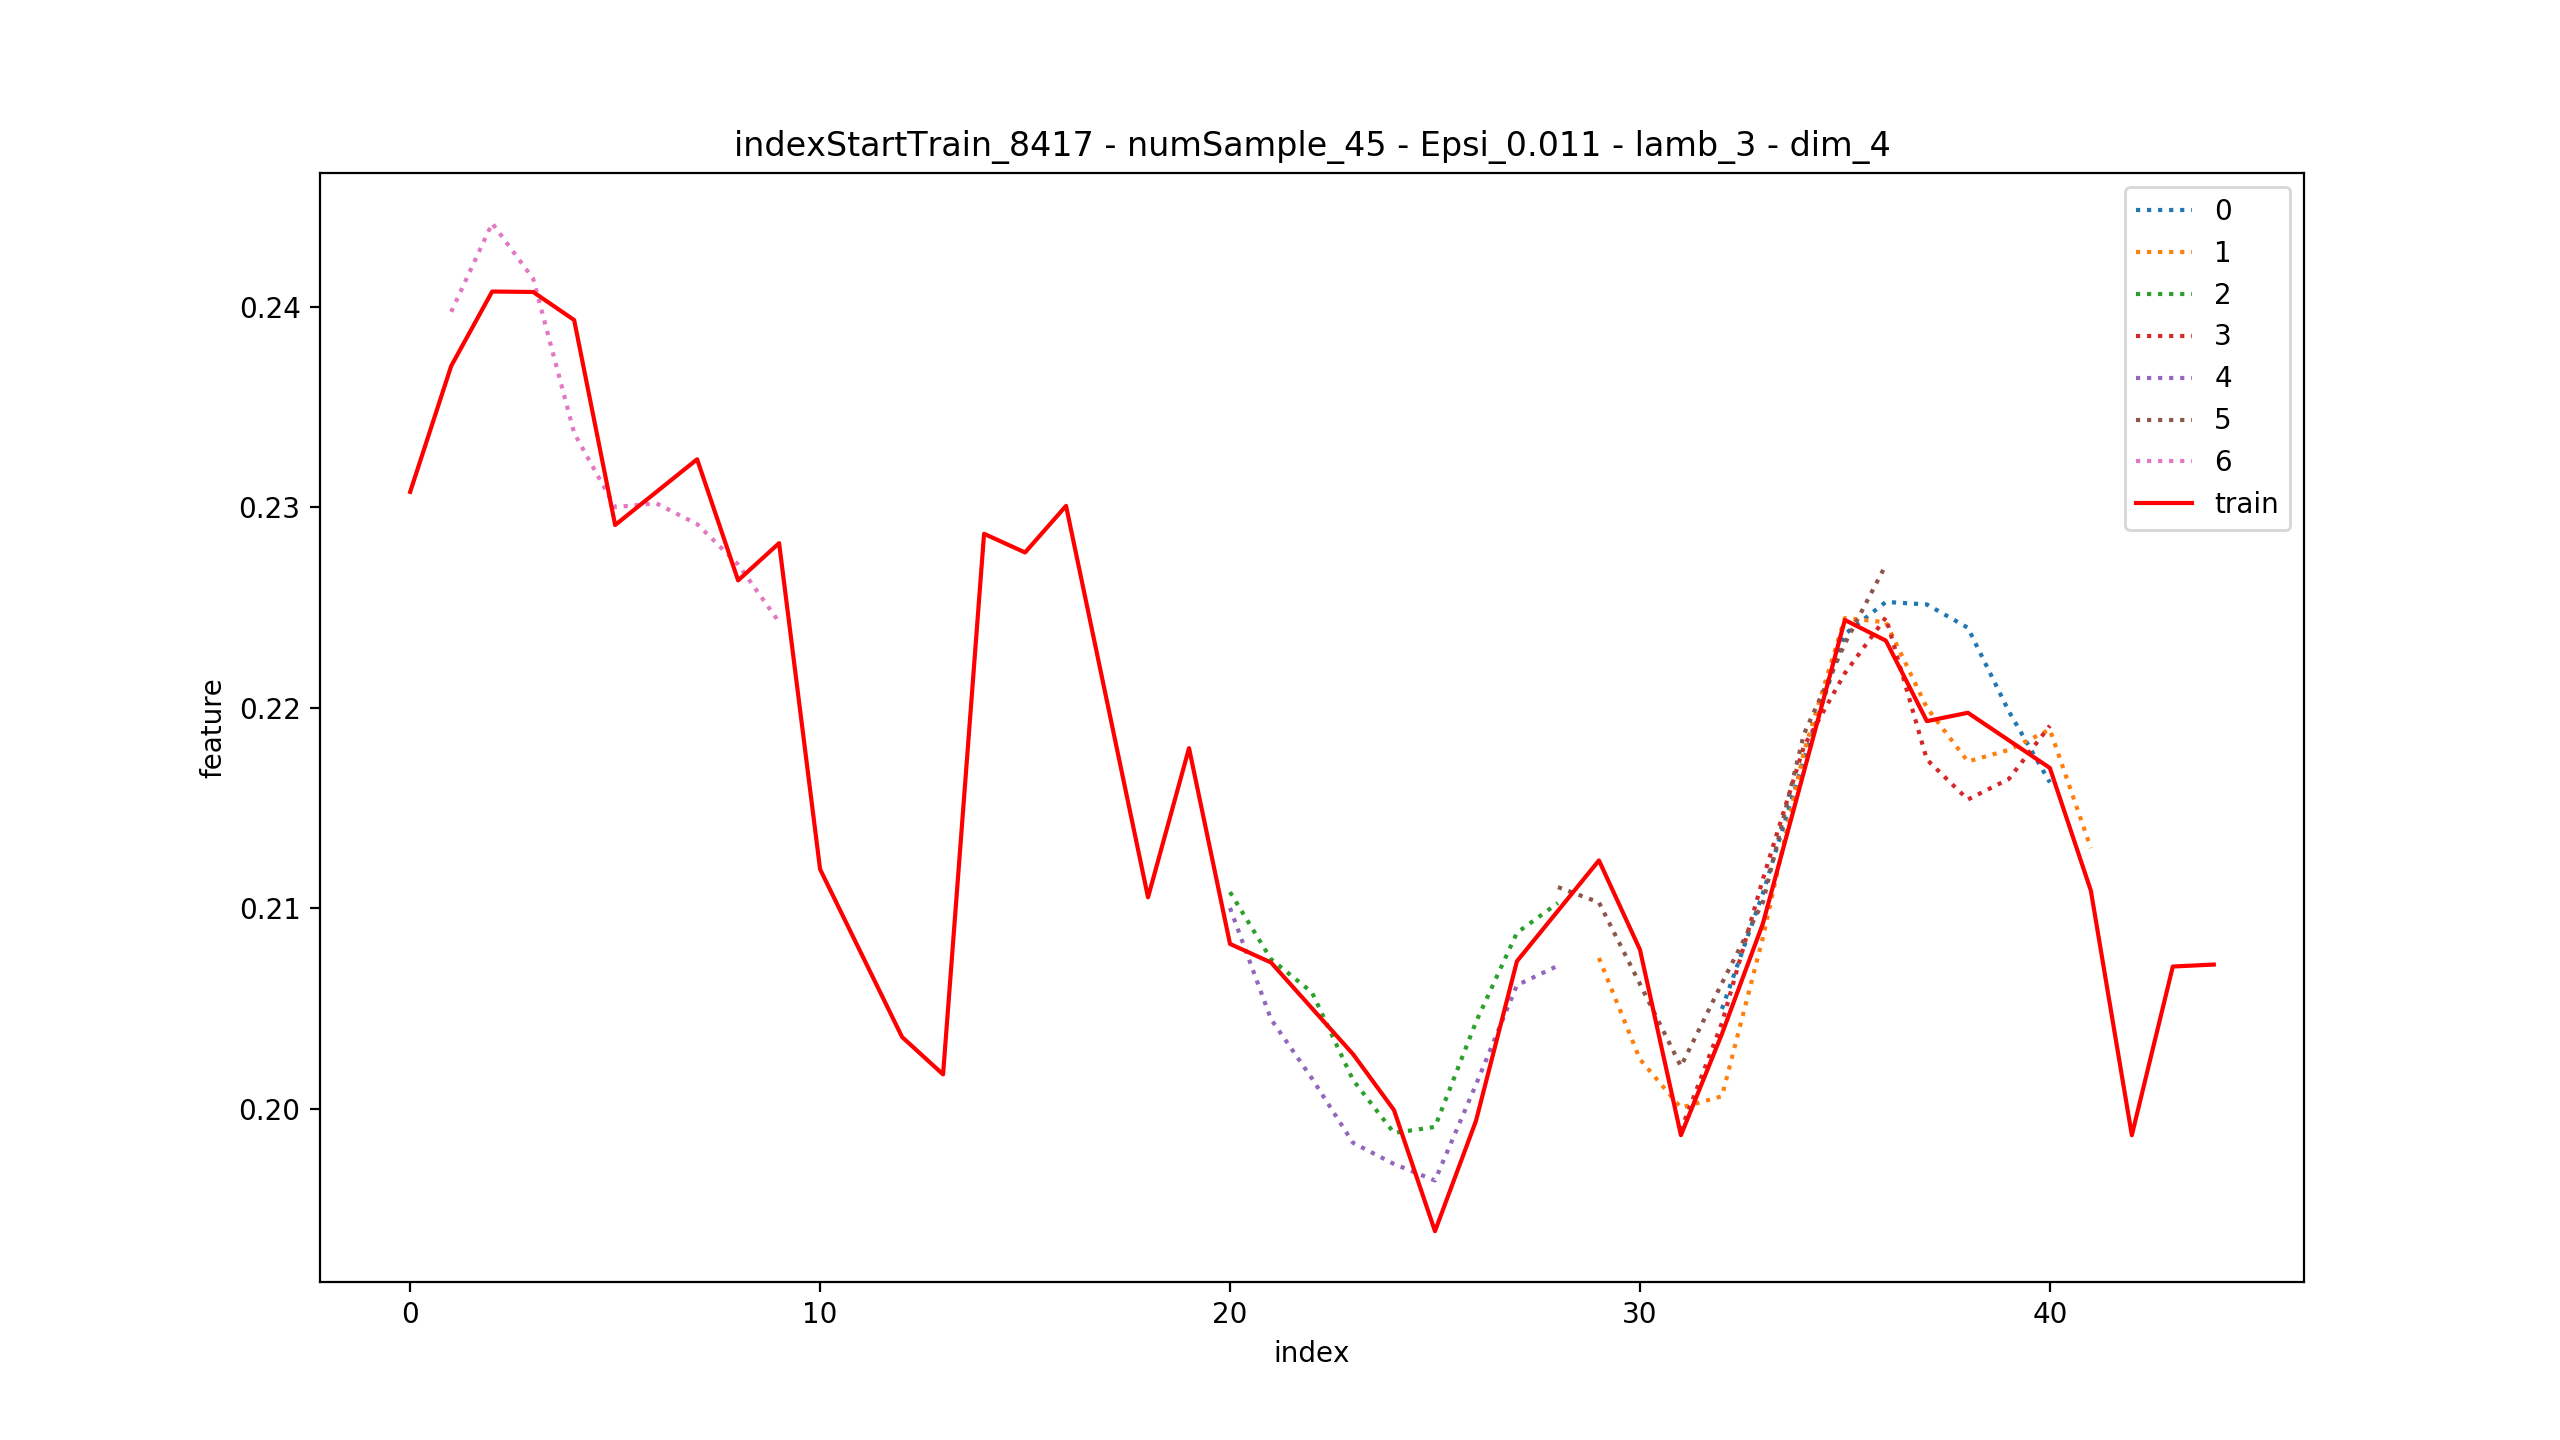 indexStartTrain_8417 - numSample_45 - Epsi_0.011 - lamb_3 - dim_4
0
1
2
3
4
5
6
train
0.24
0.23
0.22
0.21
0.20
feature
0 10 20 30 40
index